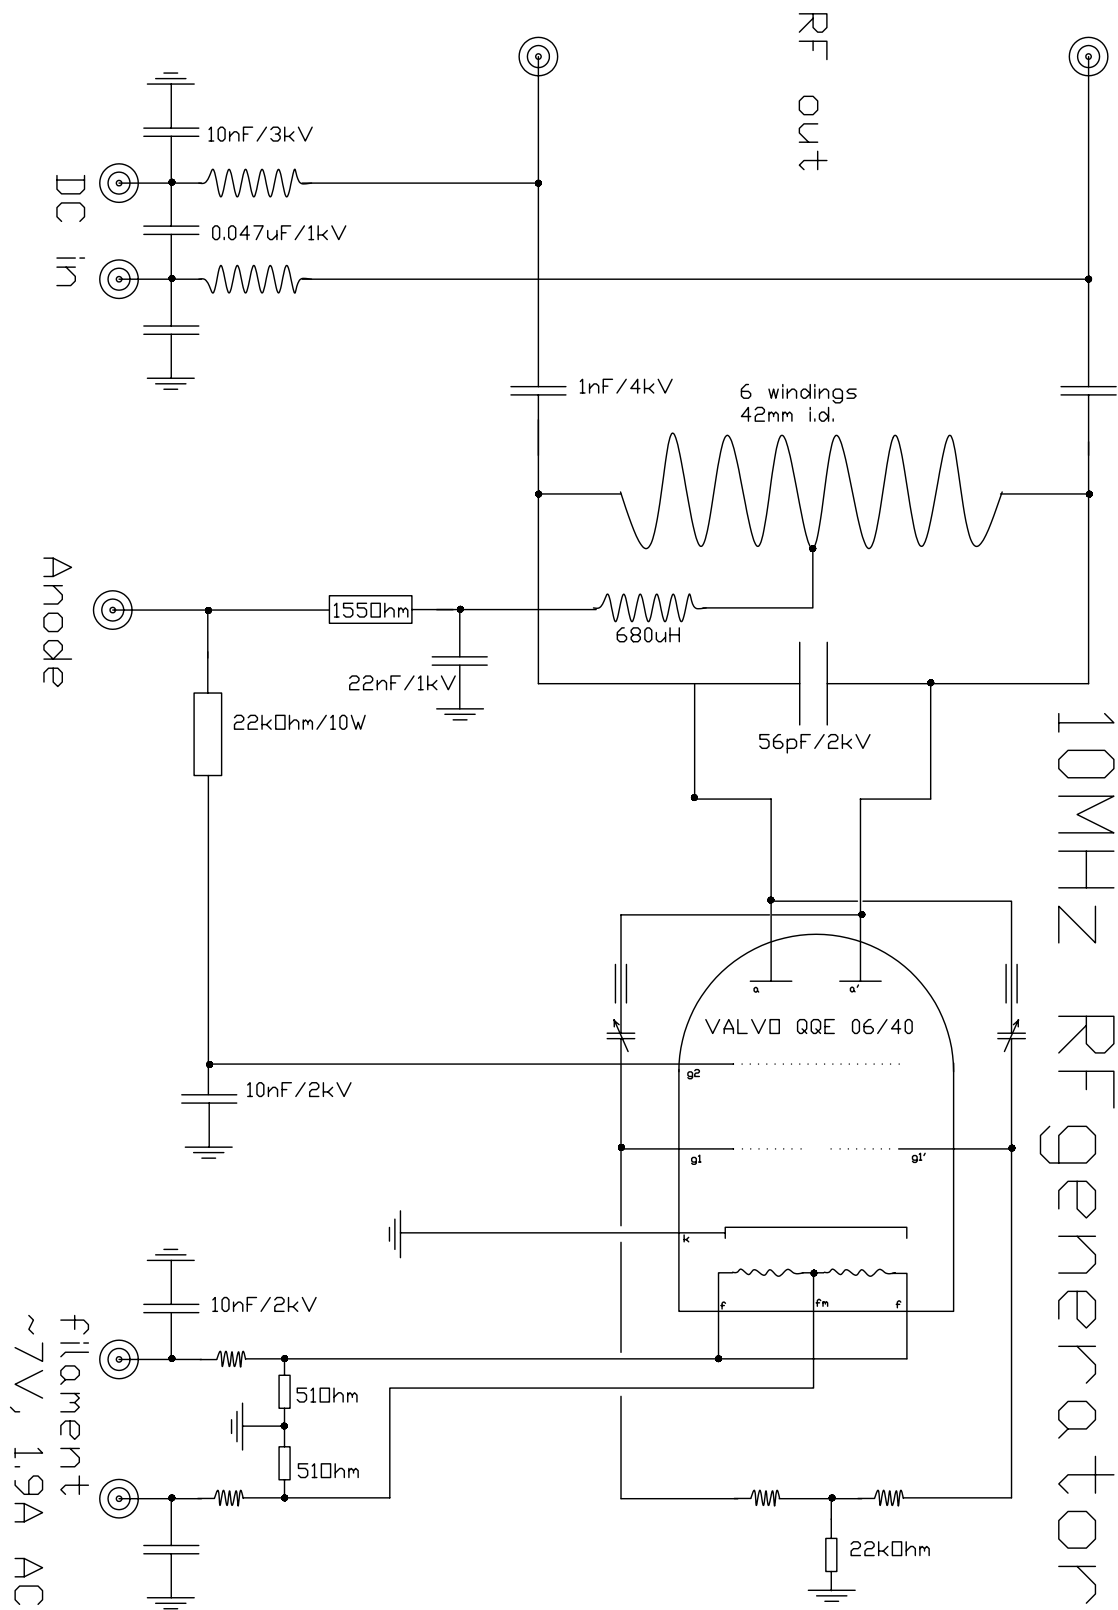 RF out
10nF/3kV
DC in
0.047uF/1kV
1nF/4kV
6 windings
42mm i.d.
Anode
155Ohm
680uH
22nF/1kV
22kOhm/10W
56pF/2kV
10MHZ RFgenerator
a
a'
VALVO QQE 06/40
g2
10nF/2kV
g1
g1'
k
f
fm
f
10nF/2kV
filament
~7V, 1.9A AC
51Ohm
51Ohm
22kOhm